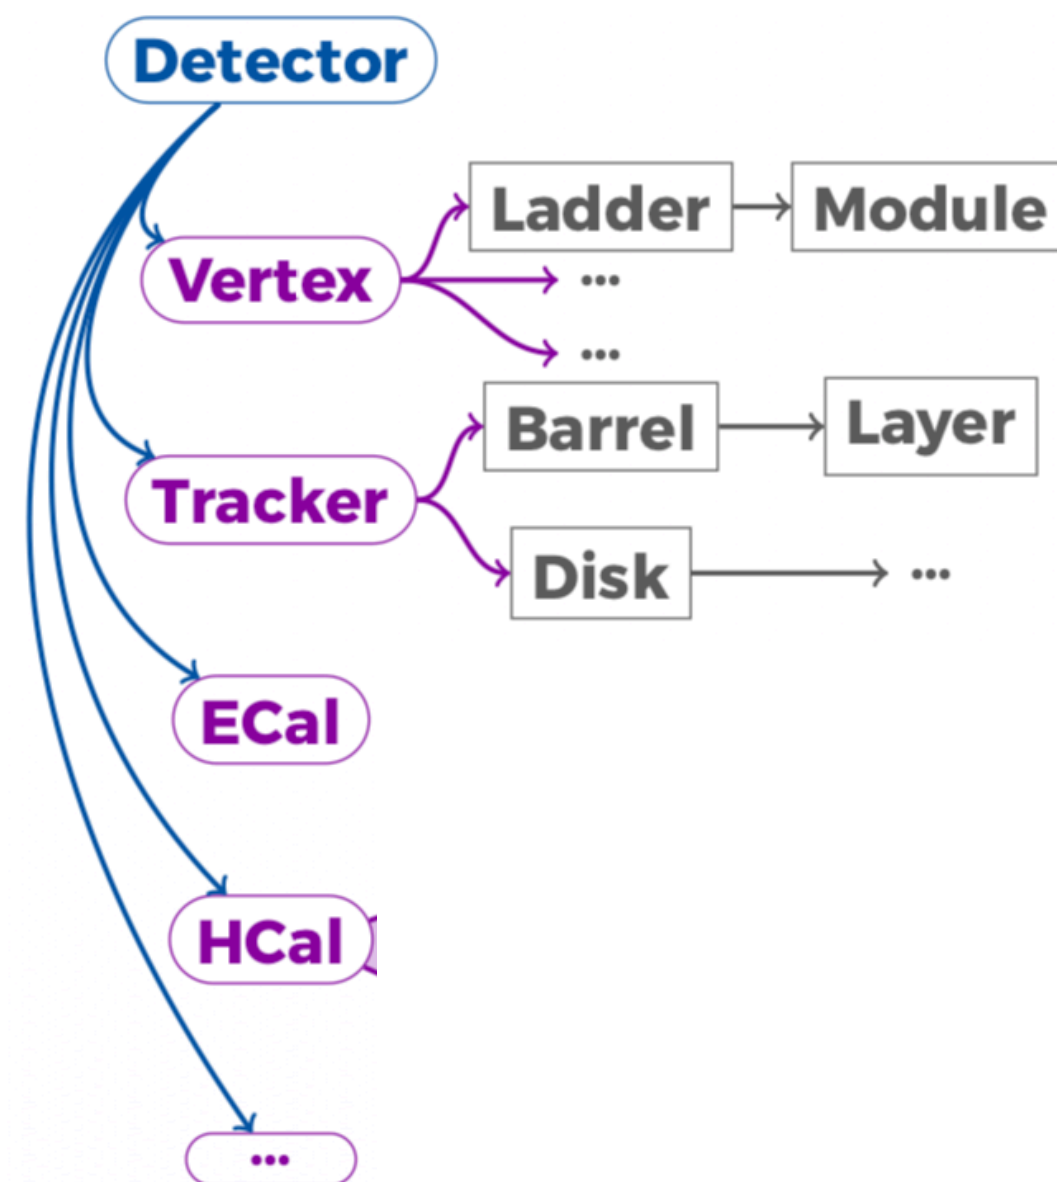 Detector
Ladder
Module
Vertex
...
...
Barrel
Layer
Tracker
Disk
...
ECal
HCal
...